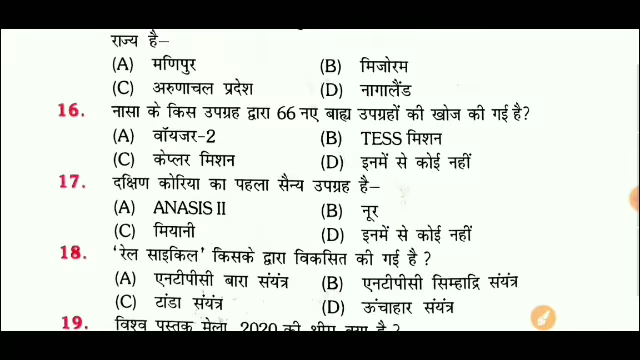 राज्य है–
(A) मणिपुर (B) मिजोरम
(C) अरुणाचल प्रदेश (D) नागालैंड
16. नासा के किस उपग्रह द्वारा 66 नए बाह्य उपग्रहों की खोज की गई है?
(A) वॉयजर-2 (B) TESS मिशन
(C) केप्लर मिशन (D) इनमें से कोई नहीं
17. दक्षिण कोरिया का पहला सैन्य उपग्रह है–
(A) ANASIS II (B) नूर
(C) मियानी (D) इनमें से कोई नहीं
18. ‘रेल साइकिल’ किसके द्वारा विकसित की गई है ?
(A) एनटीपीसी बारा संयंत्र (B) एनटीपीसी सिम्हाद्रि संयंत्र
(C) टांडा संयंत्र (D) ऊंचाहार संयंत्र
19. विश्व पुस्तक मेला, 2020 की थीम क्या है ?